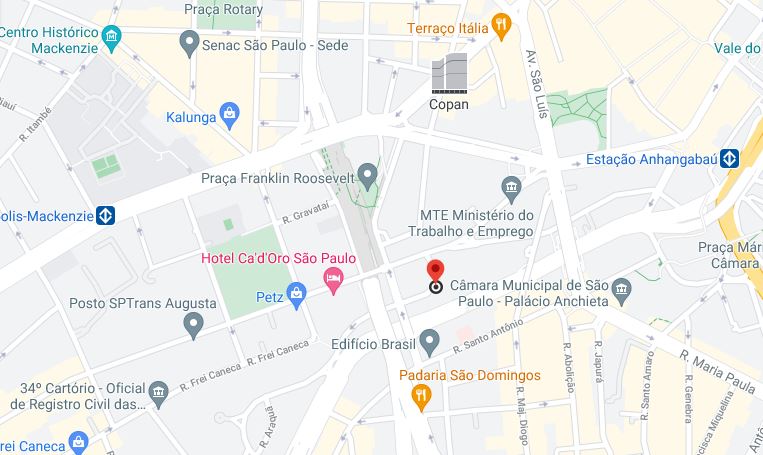 Praça Rotary
Terraço Itália
Centro Histórico
Mackenzie
Senac São Paulo - Sede
Av. São Luís
Vale do
Copan
R. Itambé
Kalunga
Estação Anhangabaú
Praça Franklin Roosevelt
MTE Ministério do
Trabalho e Emprego
R. Gravataí
olis-Mackenzie
Praça Mári
Câmara
Hotel Ca'd'Oro São Paulo
Câmara Municipal de São
Paulo - Palácio Anchieta
Petz
Posto SPTrans Augusta
Edifício Brasil
R. Santo Antônio
R. Frei Caneca
R. Frei Caneca
R. Maria Paula
34º Cartório - Oficial
de Registro Civil das...
Padaria São Domingos
R. Abolição
R. Japurá
R. Santo Amaro
R. Genebra
Francisca Miquelina
R. Maj. Diogo
R. Araque
Frei Caneca